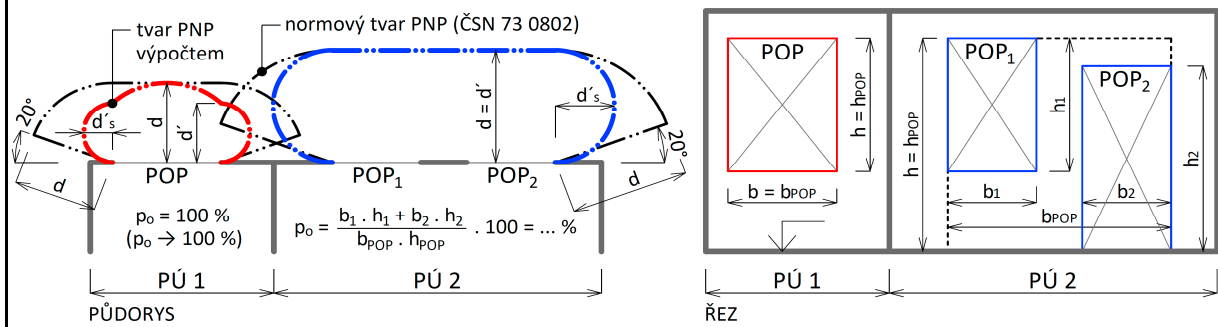 tvar PNP
výpočtem
normový tvar PNP (ČSN 73 0802)
20°
d
d´s
d
d´
POP
d = d´
d´s
20°
d
POP1
POP2
po = 100 %
(po → 100 %)
po = (b1 . h1 + b2 . h2) / (bPOP . hPOP) . 100 = ... %
PÚ 1
PÚ 2
PŮDORYS
POP
h = hPOP
b = bPOP
h = hPOP
POP1
h1
b1
POP2
h2
b2
bPOP
PÚ 1
PÚ 2
ŘEZ